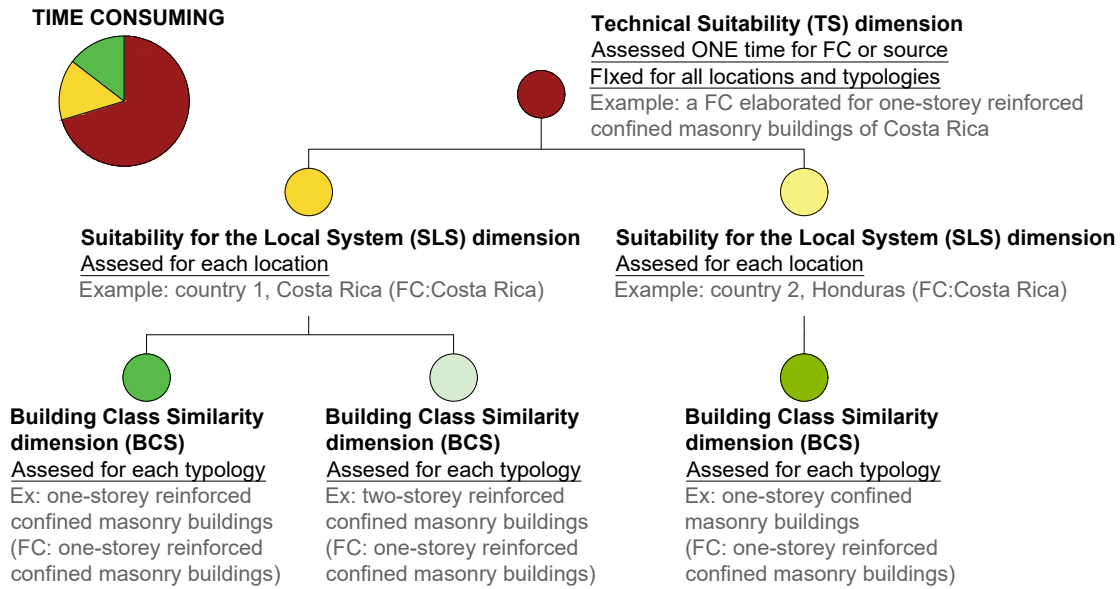 TIME CONSUMING
Technical Suitability (TS) dimension
Assessed ONE time for FC or source
FIxed for all locations and typologies
Example: a FC elaborated for one-storey reinforced
confined masonry buildings of Costa Rica
Suitability for the Local System (SLS) dimension
Assesed for each location
Example: country 1, Costa Rica (FC:Costa Rica)
Suitability for the Local System (SLS) dimension
Assesed for each location
Example: country 2, Honduras (FC:Costa Rica)
Building Class Similarity
dimension (BCS)
Assesed for each typology
Ex: one-storey reinforced
confined masonry buildings
(FC: one-storey reinforced
confined masonry buildings)
Building Class Similarity
dimension (BCS)
Assesed for each typology
Ex: two-storey reinforced
confined masonry buildings
(FC: one-storey reinforced
confined masonry buildings)
Building Class Similarity
dimension (BCS)
Assesed for each typology
Ex: one-storey confined
masonry buildings
(FC: one-storey reinforced
confined masonry buildings)